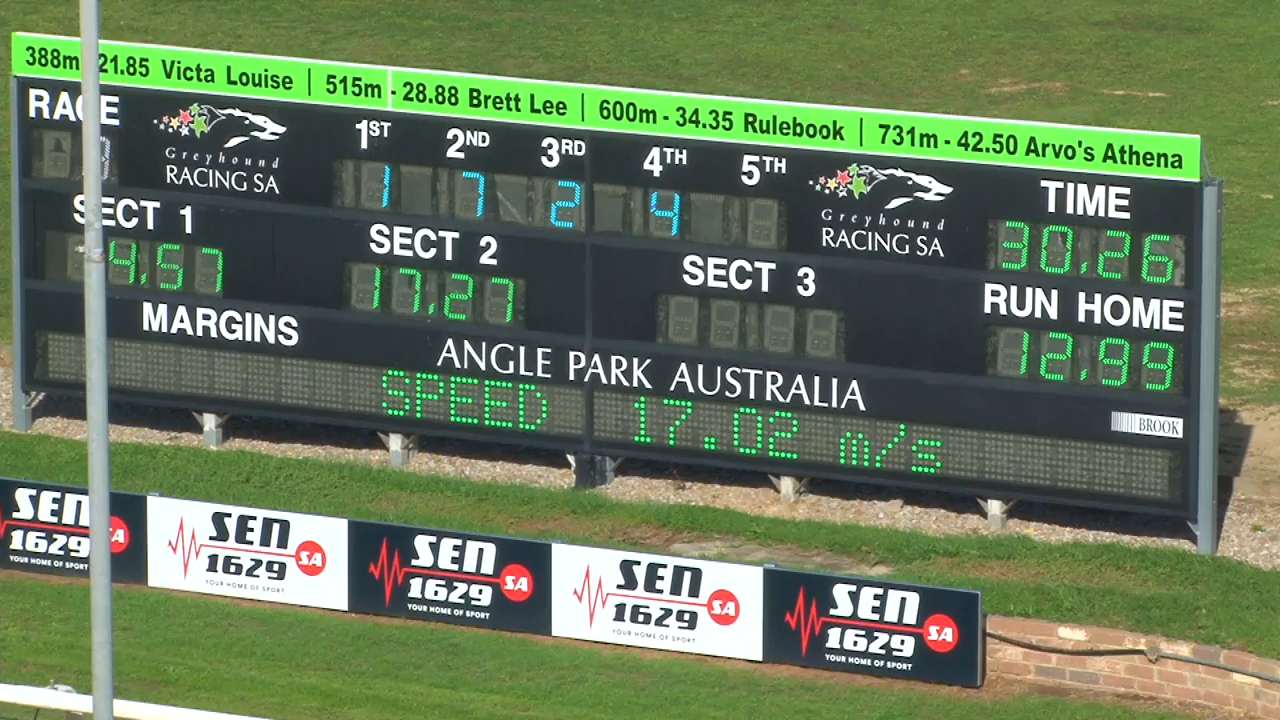 388m 21.85 Victa Louise | 515m - 28.88 Brett Lee | 600m - 34.35 Rulebook | 731m - 42.50 Arvo's Athena
RACE
Greyhound
RACING SA
1ST 2ND 3RD 4TH 5TH
1 7 2 4
Greyhound
RACING SA
TIME
30.26
SECT 1
4.57
SECT 2
17.27
SECT 3
RUN HOME
12.99
MARGINS
ANGLE PARK AUSTRALIA
BROOK
SPEED 17.02 m/s
SEN
1629
SA
YOUR HOME OF SPORT
SEN
1629
SA
YOUR HOME OF SPORT
SEN
1629
SA
YOUR HOME OF SPORT
SEN
1629
SA
YOUR HOME OF SPORT
SEN
1629
SA
YOUR HOME OF SPORT